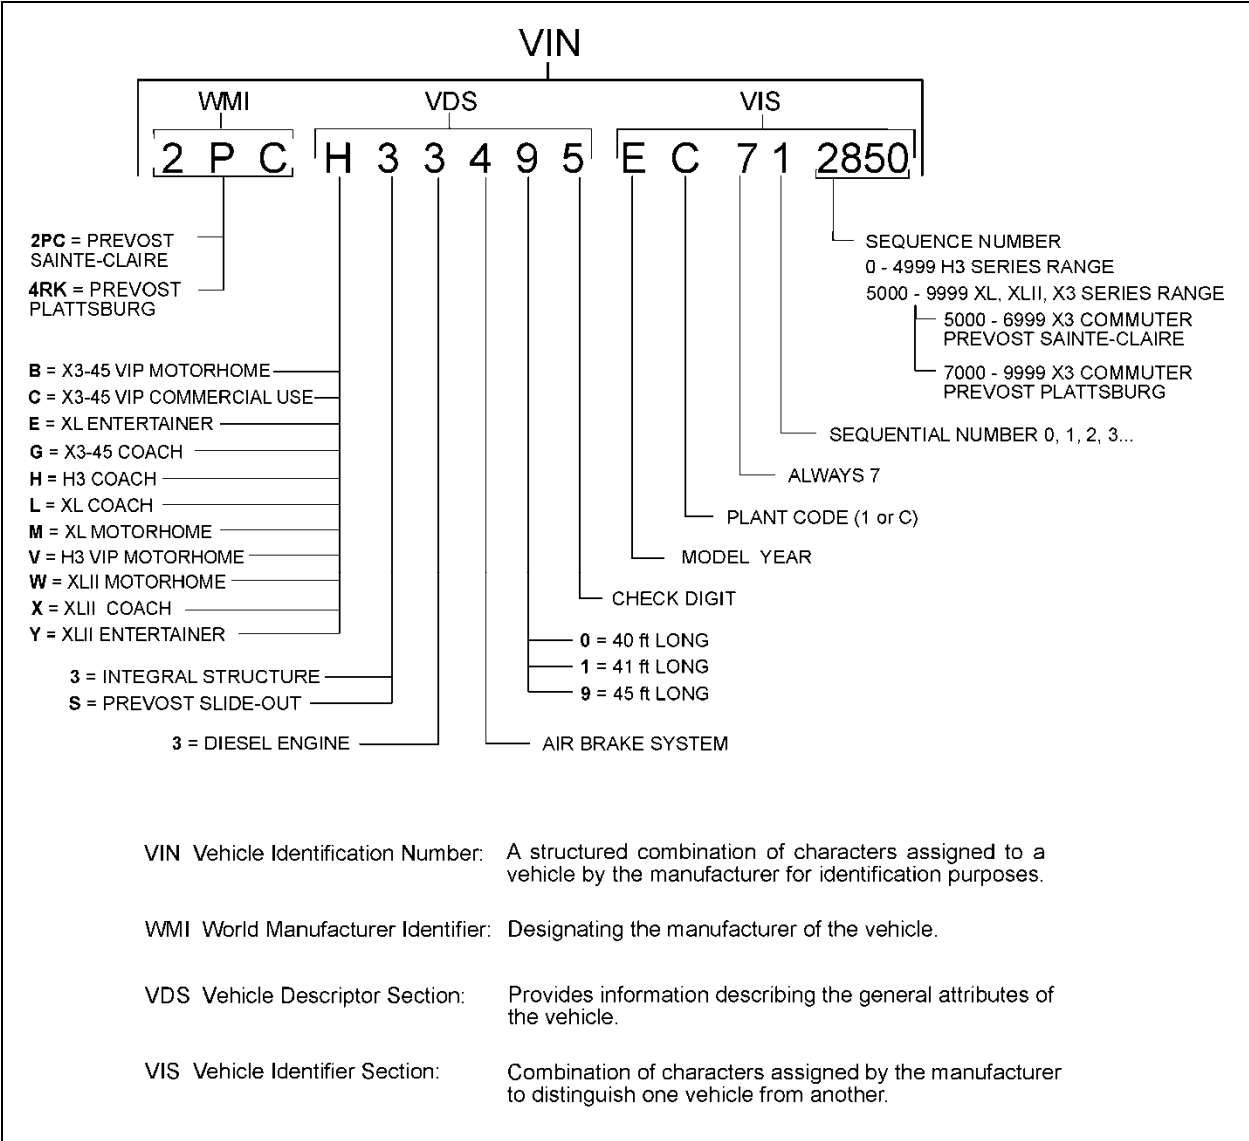 VIN
WMI VDS VIS
2 P C H 3 3 4 9 5 E C 7 1 2850
2PC = PREVOST
SAINTE-CLAIRE
4RK = PREVOST
PLATTSBURG
SEQUENCE NUMBER
0 - 4999 H3 SERIES RANGE
5000 - 9999 XL, XLII, X3 SERIES RANGE
5000 - 6999 X3 COMMUTER
PREVOST SAINTE-CLAIRE
7000 - 9999 X3 COMMUTER
PREVOST PLATTSBURG
B = X3-45 VIP MOTORHOME
C = X3-45 VIP COMMERCIAL USE
E = XL ENTERTAINER
G = X3-45 COACH
H = H3 COACH
L = XL COACH
M = XL MOTORHOME
V = H3 VIP MOTORHOME
W = XLII MOTORHOME
X = XLII COACH
Y = XLII ENTERTAINER
SEQUENTIAL NUMBER 0, 1, 2, 3...
ALWAYS 7
PLANT CODE (1 or C)
MODEL YEAR
CHECK DIGIT
0 = 40 ft LONG
1 = 41 ft LONG
9 = 45 ft LONG
3 = INTEGRAL STRUCTURE
S = PREVOST SLIDE-OUT
3 = DIESEL ENGINE
AIR BRAKE SYSTEM
VIN Vehicle Identification Number: A structured combination of characters assigned to a
vehicle by the manufacturer for identification purposes.
WMI World Manufacturer Identifier: Designating the manufacturer of the vehicle.
VDS Vehicle Descriptor Section: Provides information describing the general attributes of
the vehicle.
VIS Vehicle Identifier Section: Combination of characters assigned by the manufacturer
to distinguish one vehicle from another.